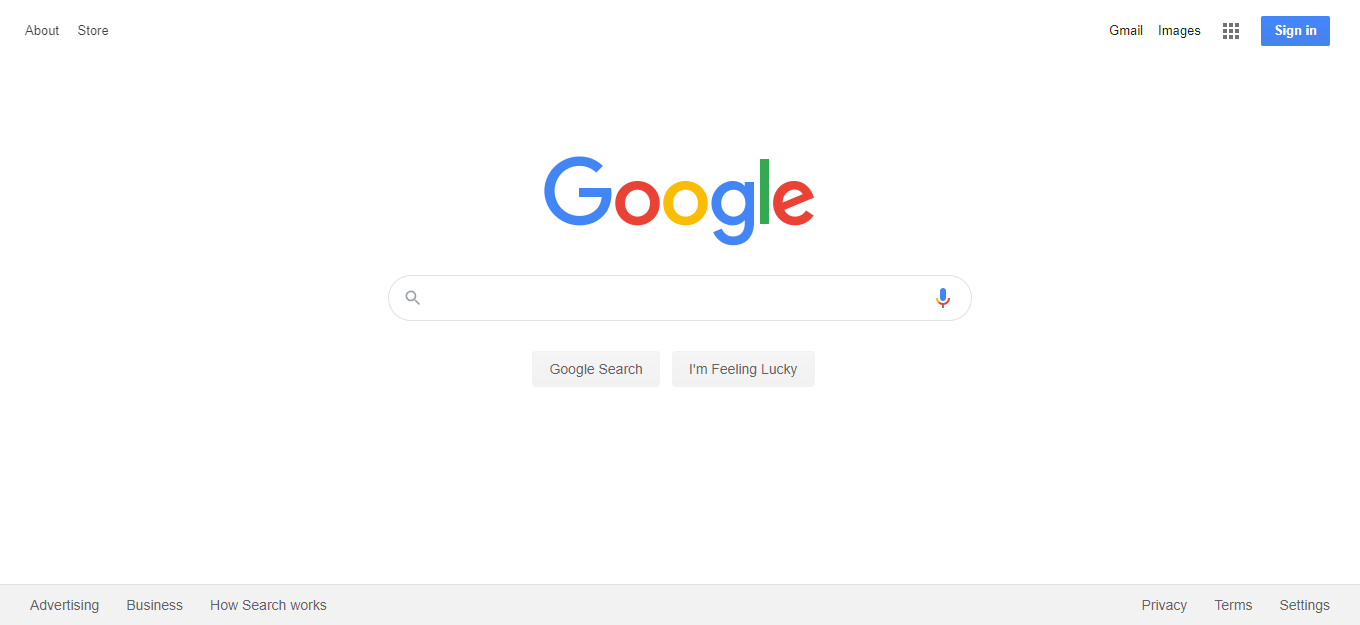 About Store Gmail Images Sign in
Google
Google Search I'm Feeling Lucky
Advertising Business How Search works Privacy Terms Settings